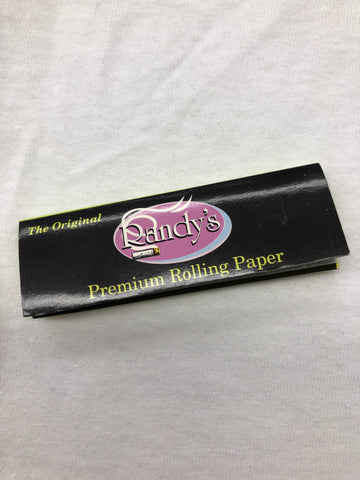 The Original
Randy's
Premium Rolling Paper